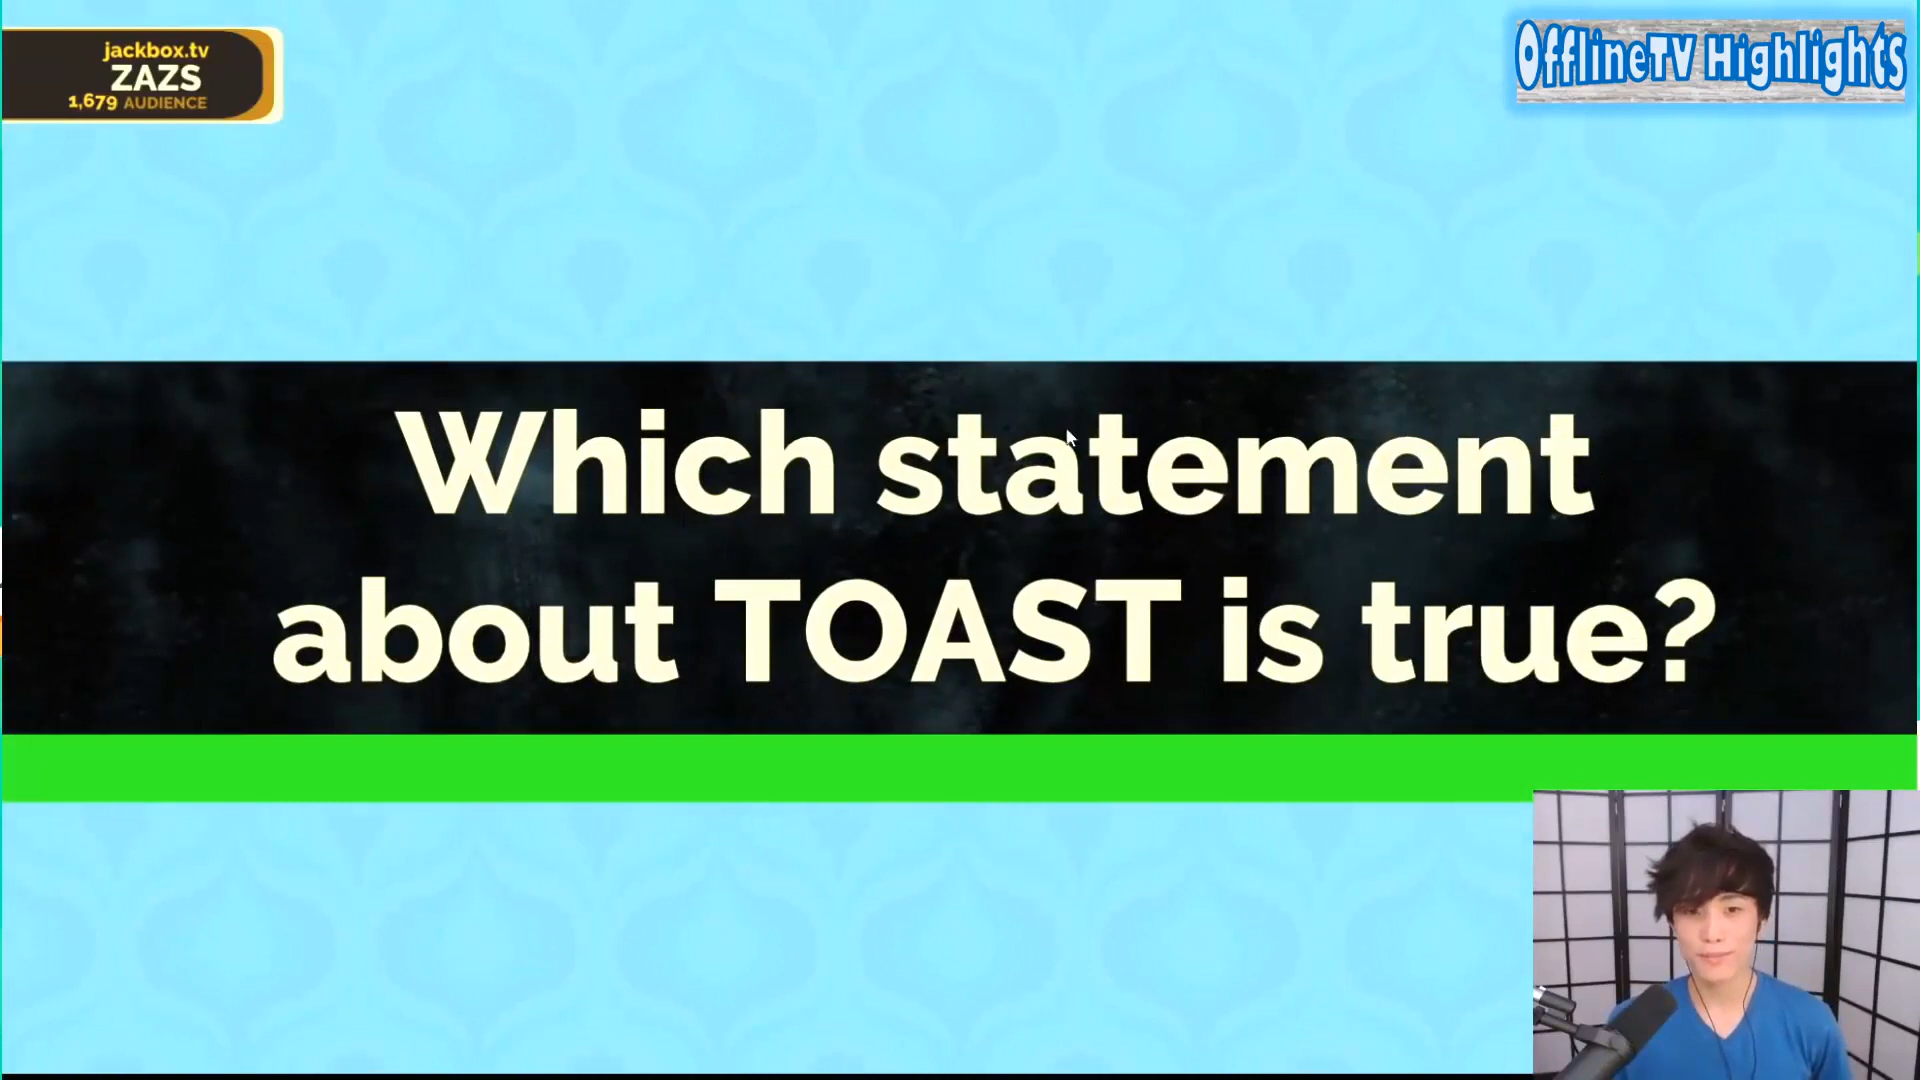 jackbox.tv
ZAZS
1,679 AUDIENCE
OfflineTV Highlights
Which statement
about TOAST is true?